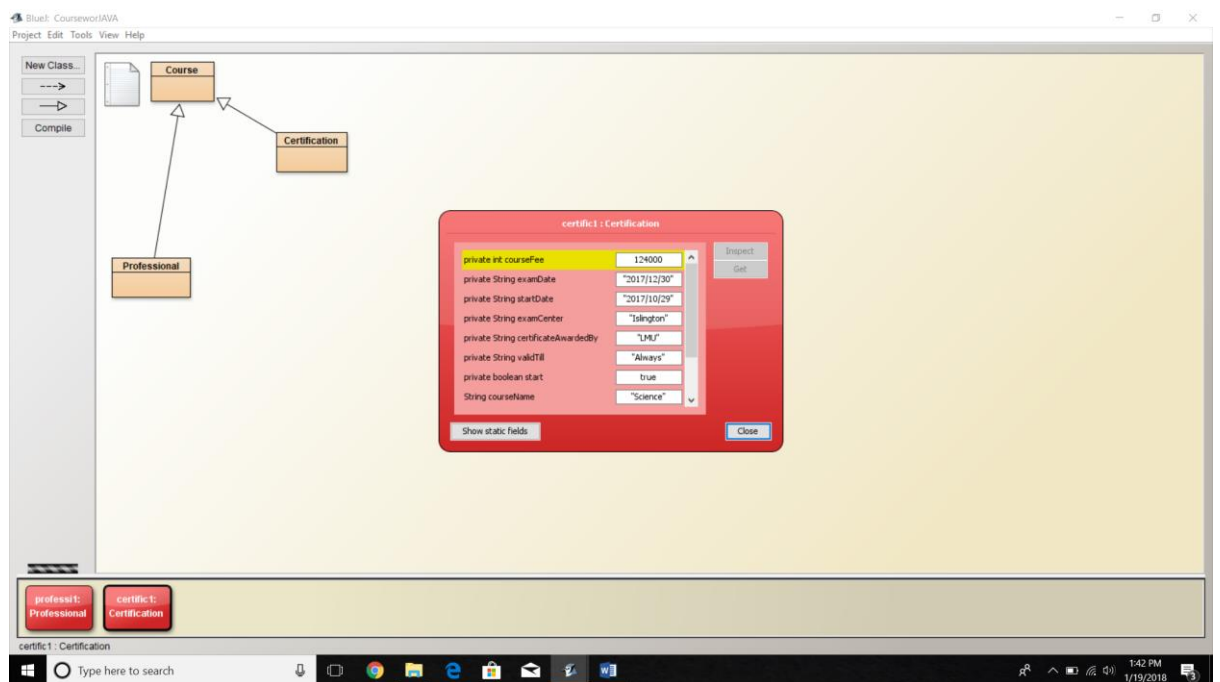 BlueJ: CourseworJAVA
Project Edit Tools View Help
New Class...
Compile
Course
Certification
Professional
certific1 : Certification
private int courseFee 124000
private String examDate "2017/12/30"
private String startDate "2017/10/29"
private String examCenter "Islington"
private String certificateAwardedBy "LMU"
private String validTill "Always"
private boolean start true
String courseName "Science"
Inspect
Get
Show static fields
Close
professi1:
Professional
certific1:
Certification
certific1 : Certification
Type here to search
1:42 PM
1/19/2018
3